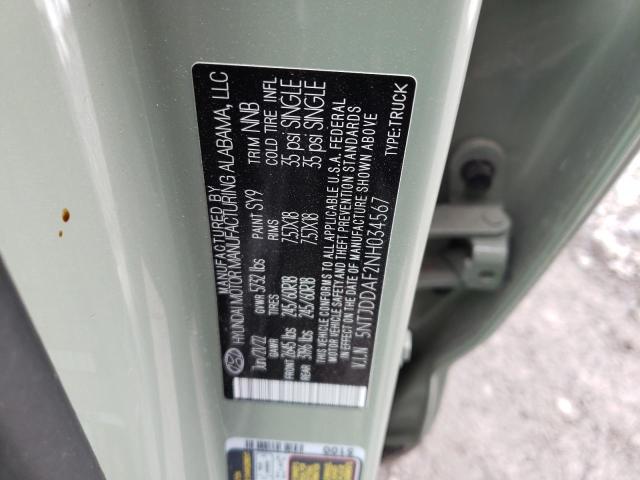 MANUFACTURED BY
HYUNDAI MOTOR MANUFACTURING ALABAMA, LLC
Jun/21/22 PAINT SY9 TRIM NNB
GVWR 5732 lbs
GAWR TIRES RIMS COLD TIRE INFL
FRONT 2645 lbs 245/60R18 7.5JX18 35 psi SINGLE
REAR 3306 lbs 245/60R18 7.5JX18 35 psi SINGLE
THIS VEHICLE CONFORMS TO ALL APPLICABLE U.S.A. FEDERAL
MOTOR VEHICLE SAFETY AND THEFT PREVENTION STANDARDS
IN EFFECT ON THE DATE OF MANUFACTURE SHOWN ABOVE
V.I.N 5NTJDDAF2NH034567
TYPE:TRUCK
S100